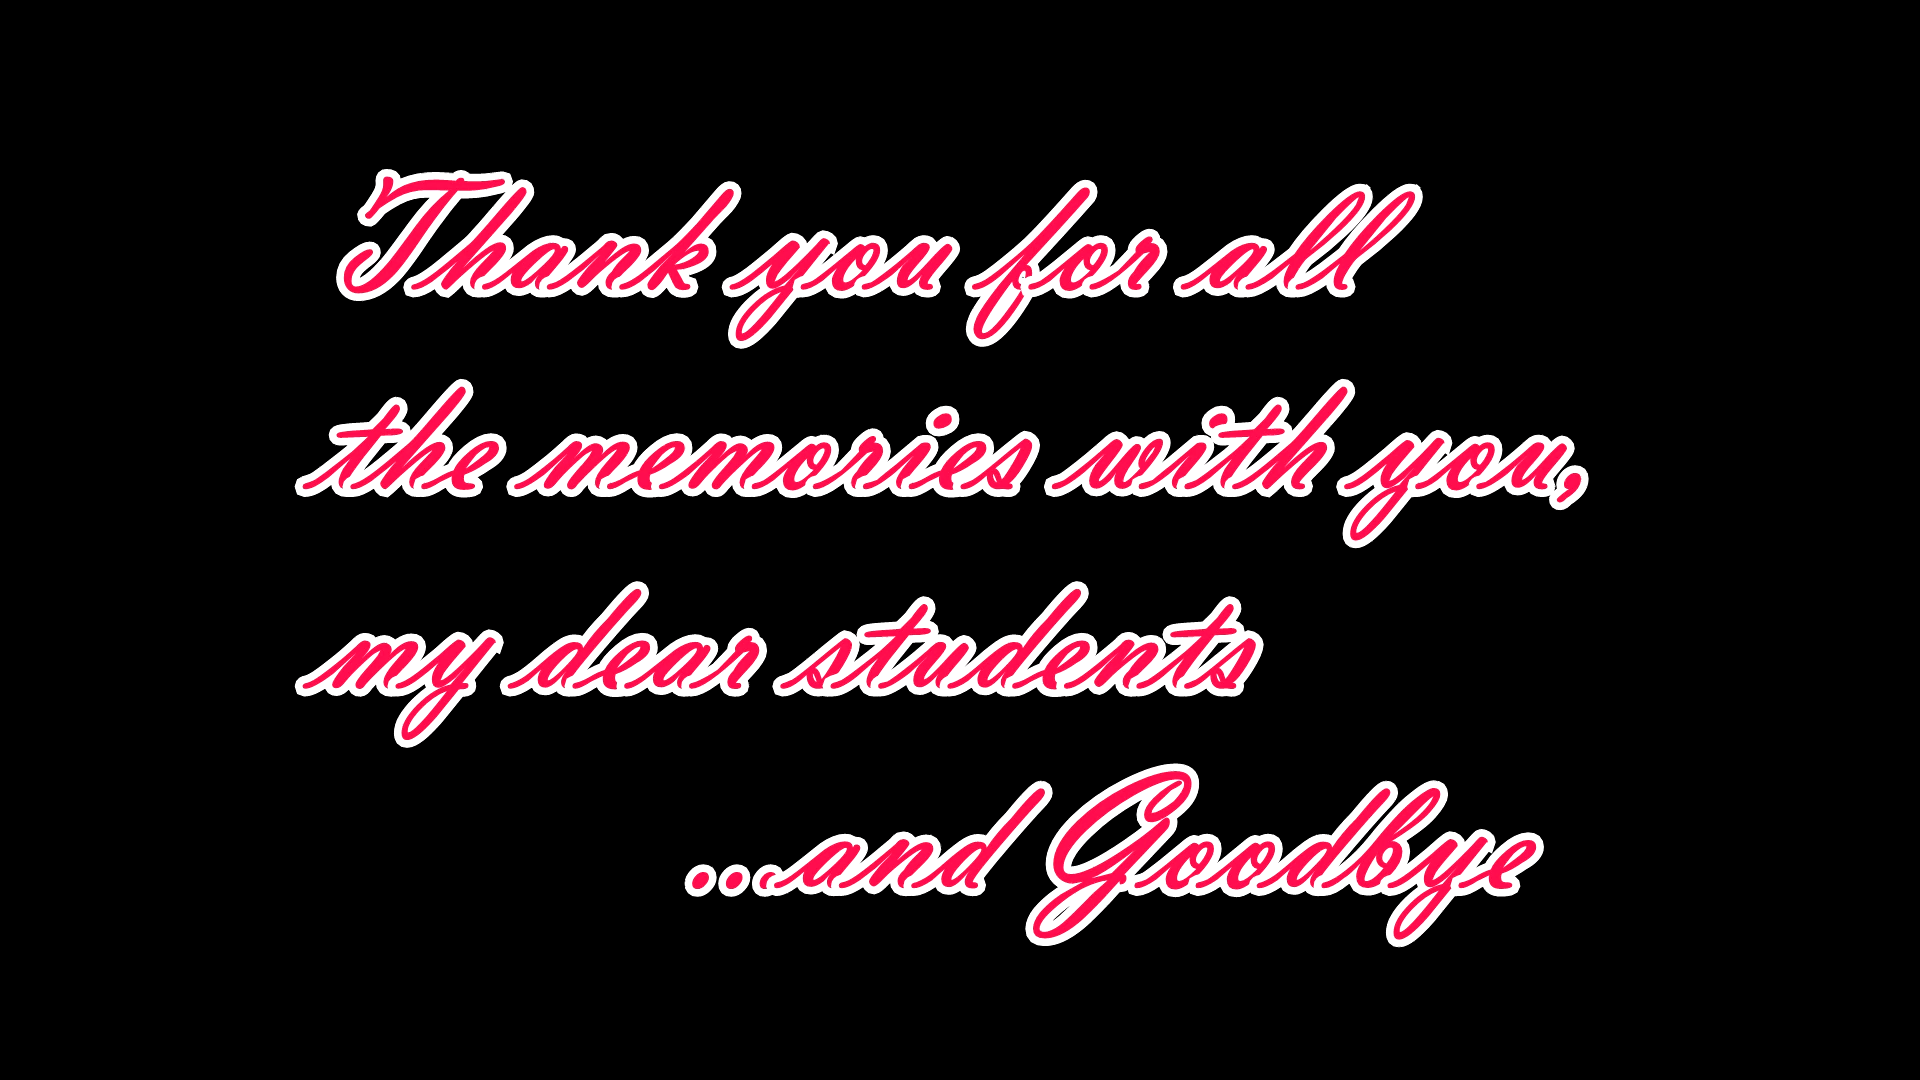 Thank you for all
the memories with you,
my dear students
...and Goodbye